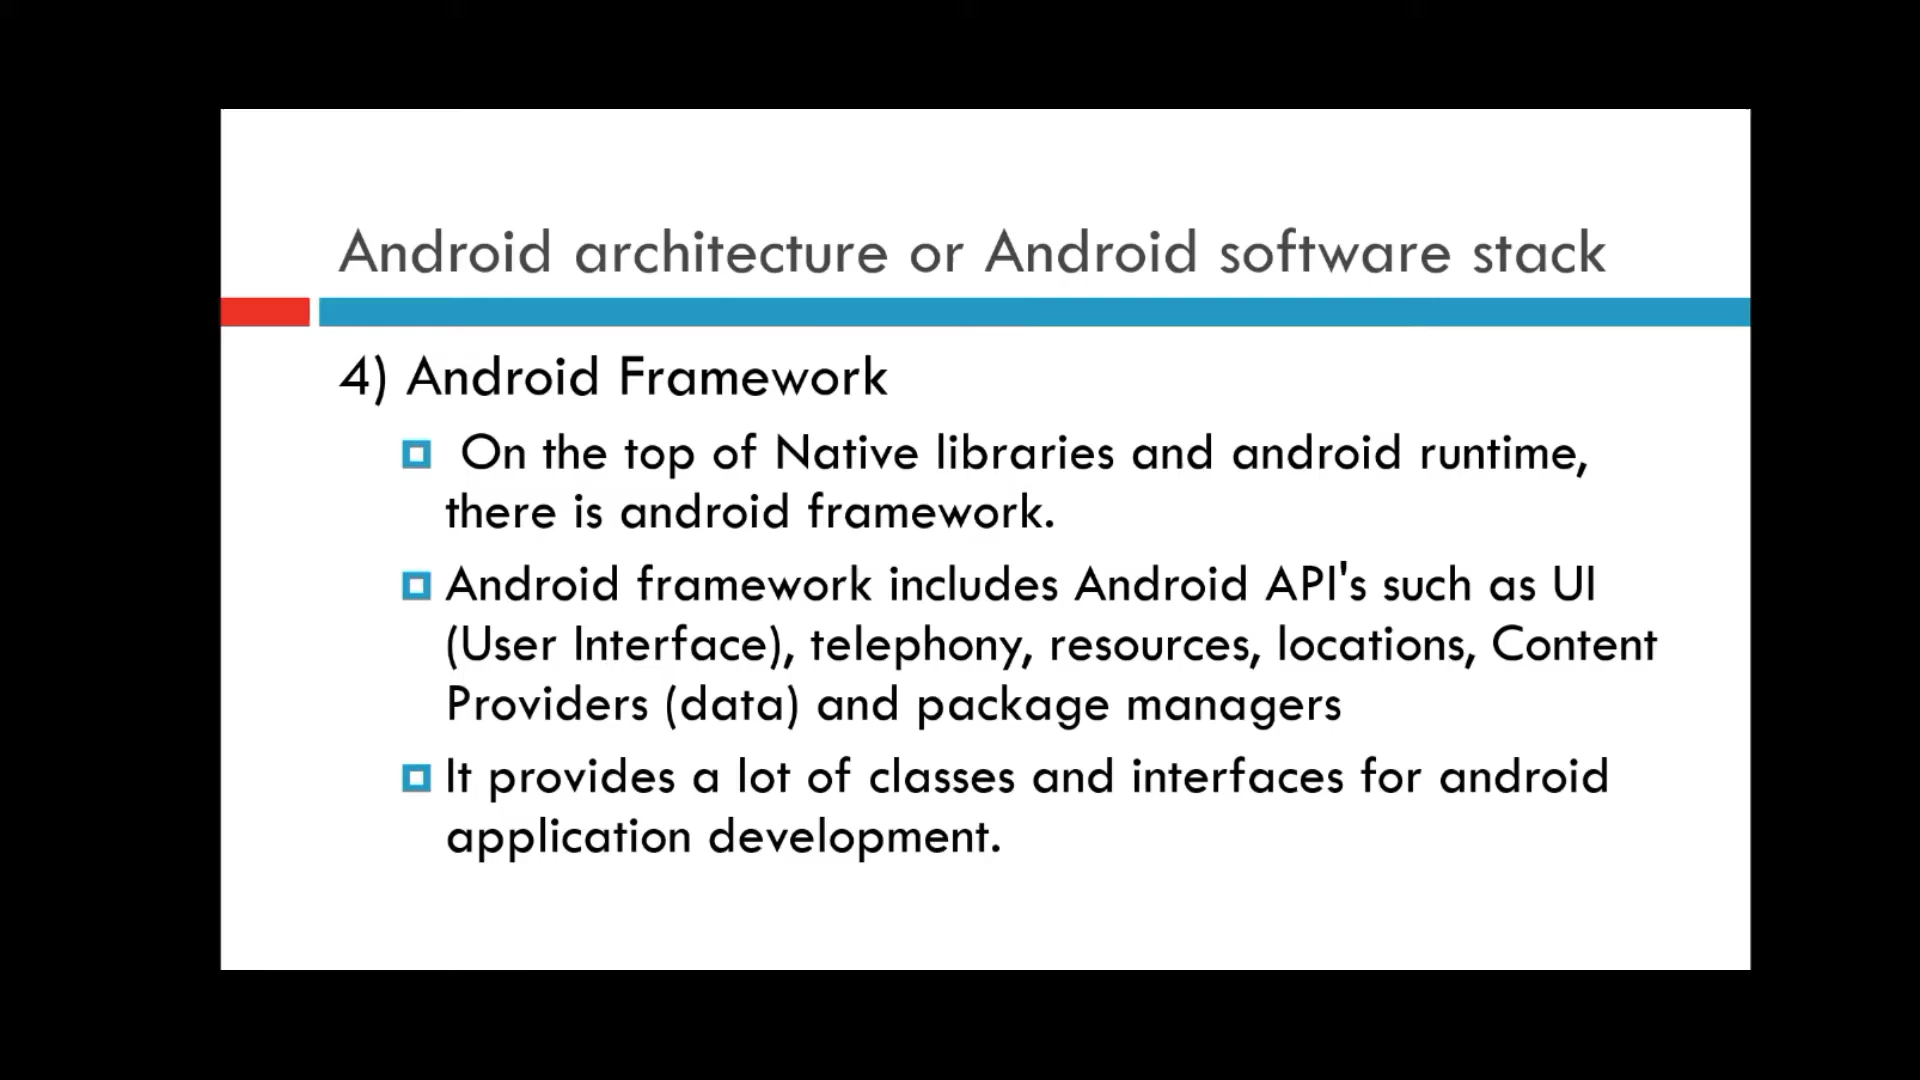 Android architecture or Android software stack
4) Android Framework
On the top of Native libraries and android runtime,
there is android framework.
Android framework includes Android API's such as UI
(User Interface), telephony, resources, locations, Content
Providers (data) and package managers
It provides a lot of classes and interfaces for android
application development.